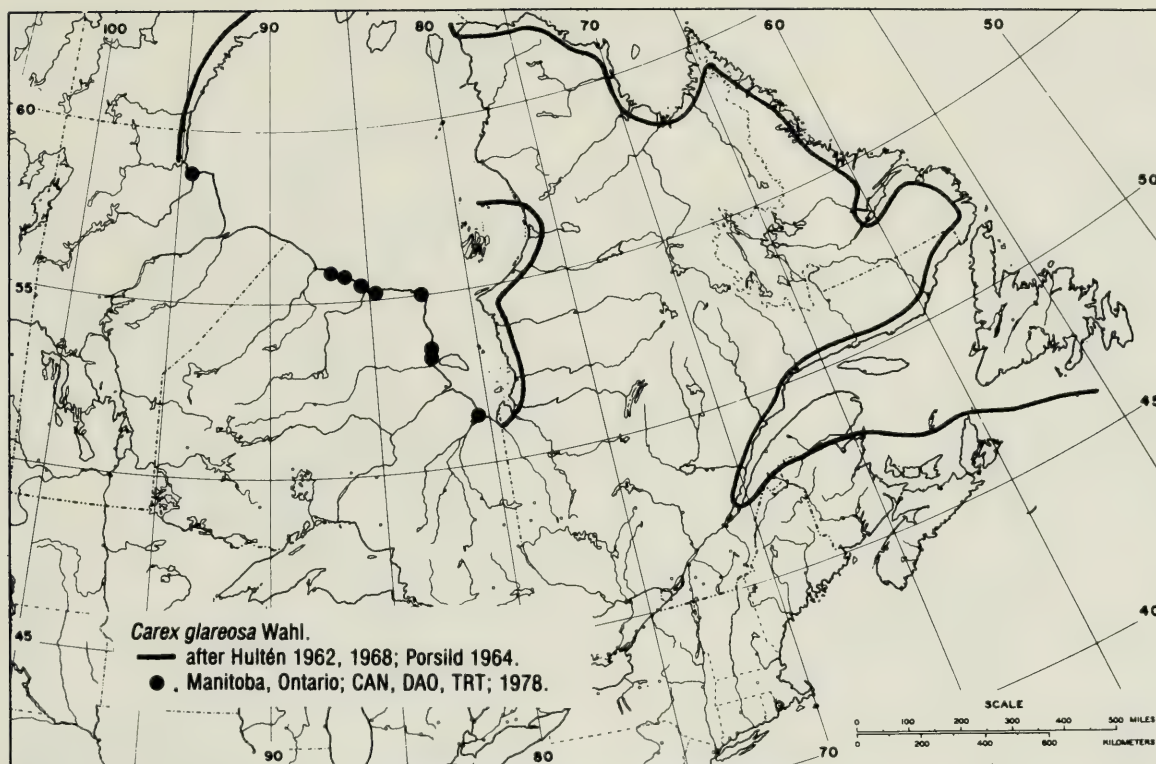 100
90
80
70
60
50
60
55
50
45
45
40
Carex glareosa Wahl.
after Hultén 1962, 1968; Porsild 1964.
. Manitoba, Ontario; CAN, DAO, TRT; 1978.
SCALE
0 100 200 300 400 500 MILES
0 200 400 600 KILOMETERS
90
80
70